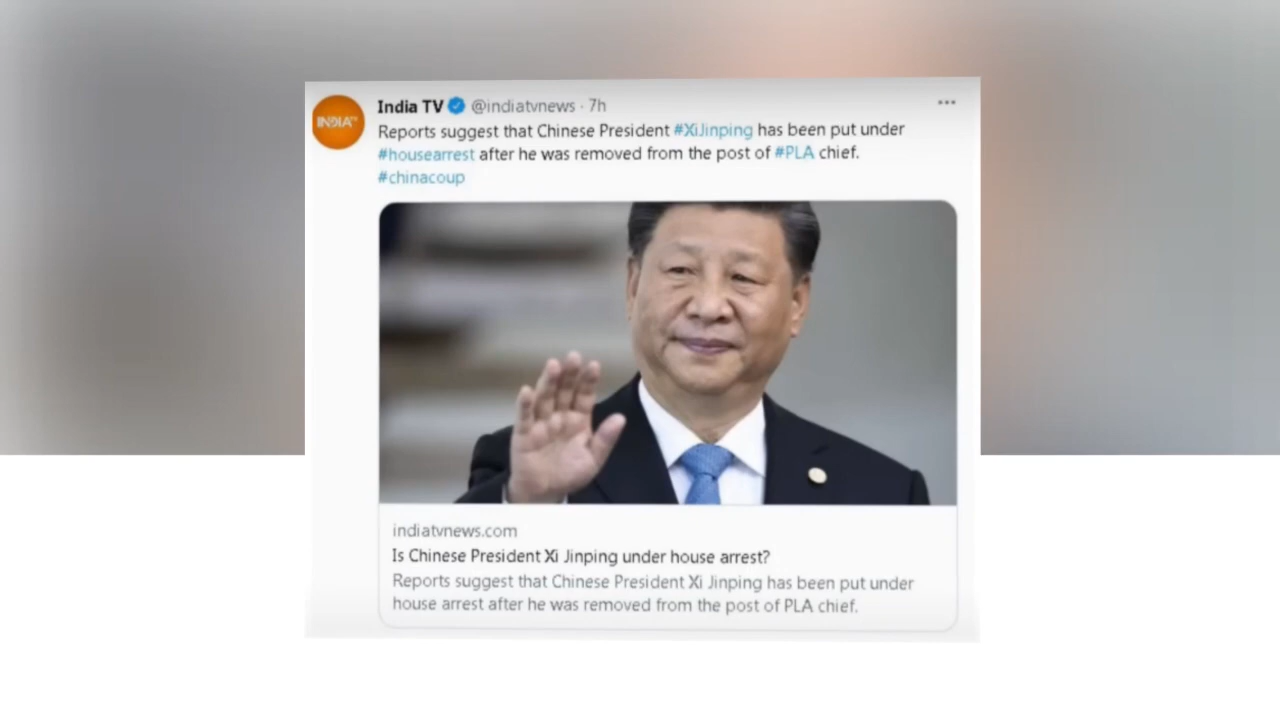 INDIA TV
India TV @indiatvnews · 7h
Reports suggest that Chinese President #XiJinping has been put under
#housearrest after he was removed from the post of #PLA chief.
#chinacoup
indiatvnews.com
Is Chinese President Xi Jinping under house arrest?
Reports suggest that Chinese President Xi Jinping has been put under
house arrest after he was removed from the post of PLA chief.